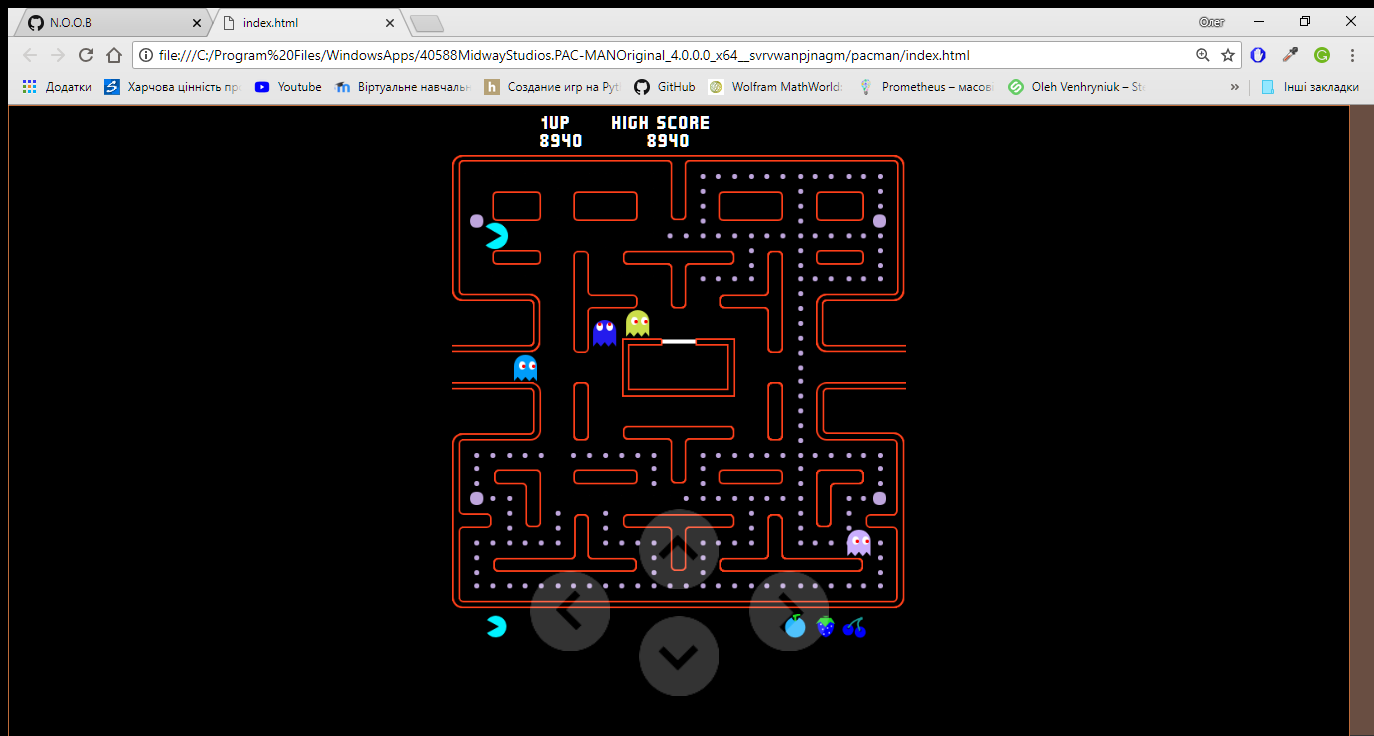 N.O.O.B
index.html
Олег
file:///C:/Program%20Files/WindowsApps/40588MidwayStudios.PAC-MANOriginal_4.0.0.0_x64__svrvwanpjnagm/pacman/index.html
Додатки
Харчова цінність пр
Youtube
Віртуальне навчаль
Создание игр на Pyt
GitHub
Wolfram MathWorld:
Prometheus – масов
Oleh Venhryniuk – St
Інші закладки
1UP HIGH SCORE
8940 8940